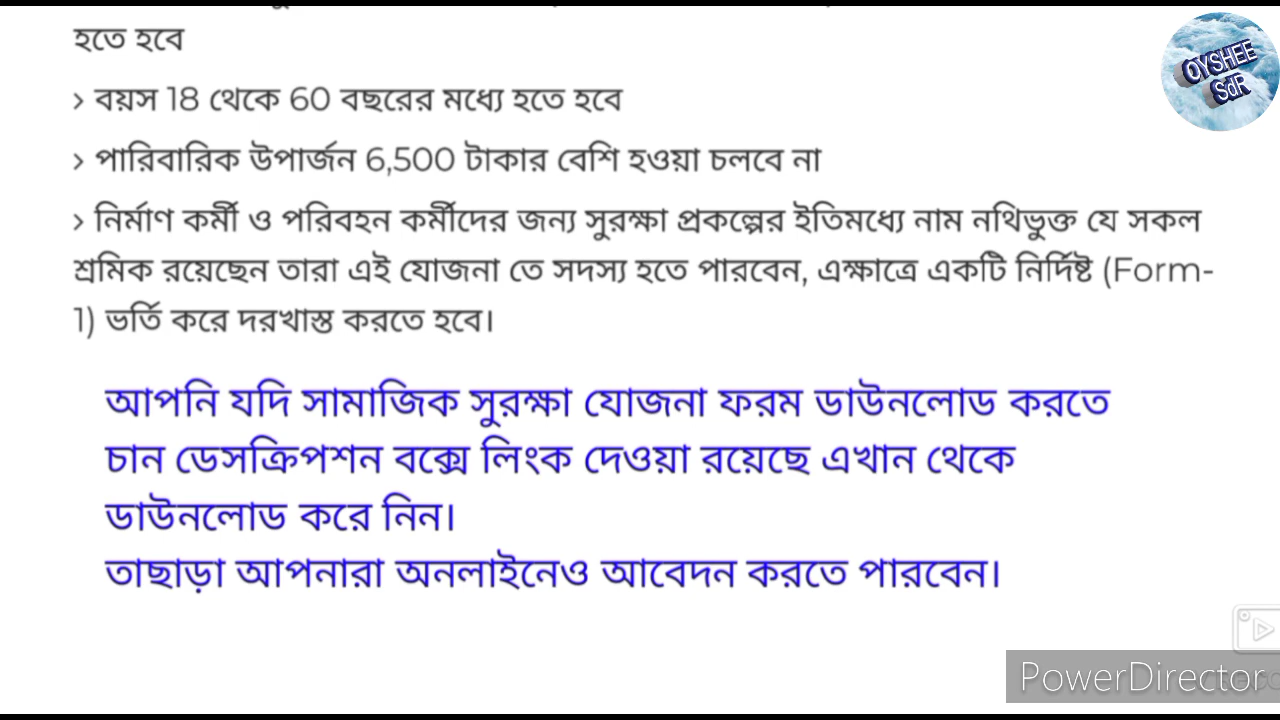 হতে হবে
› বয়স 18 থেকে 60 বছরের মধ্যে হতে হবে
› পারিবারিক উপার্জন 6,500 টাকার বেশি হওয়া চলবে না
› নির্মাণ কর্মী ও পরিবহন কর্মীদের জন্য সুরক্ষা প্রকল্পের ইতিমধ্যে নাম নথিভুক্ত যে সকল
শ্রমিক রয়েছেন তারা এই যোজনা তে সদস্য হতে পারবেন, এক্ষাত্রে একটি নির্দিষ্ট (Form-
1) ভর্তি করে দরখাস্ত করতে হবে।
আপনি যদি সামাজিক সুরক্ষা যোজনা ফরম ডাউনলোড করতে
চান ডেসক্রিপশন বক্সে লিংক দেওয়া রয়েছে এখান থেকে
ডাউনলোড করে নিন।
তাছাড়া আপনারা অনলাইনেও আবেদন করতে পারবেন।
OYSHEE
SdR
PowerDirector